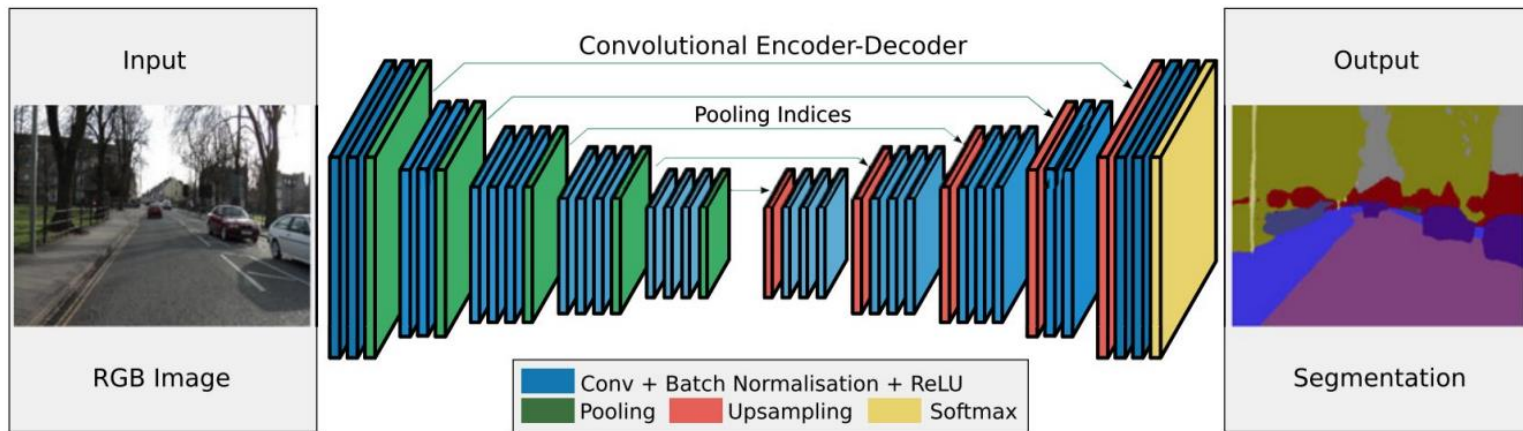 Input
RGB Image
Convolutional Encoder-Decoder
Pooling Indices
Conv + Batch Normalisation + ReLU
Pooling Upsampling Softmax
Output
Segmentation